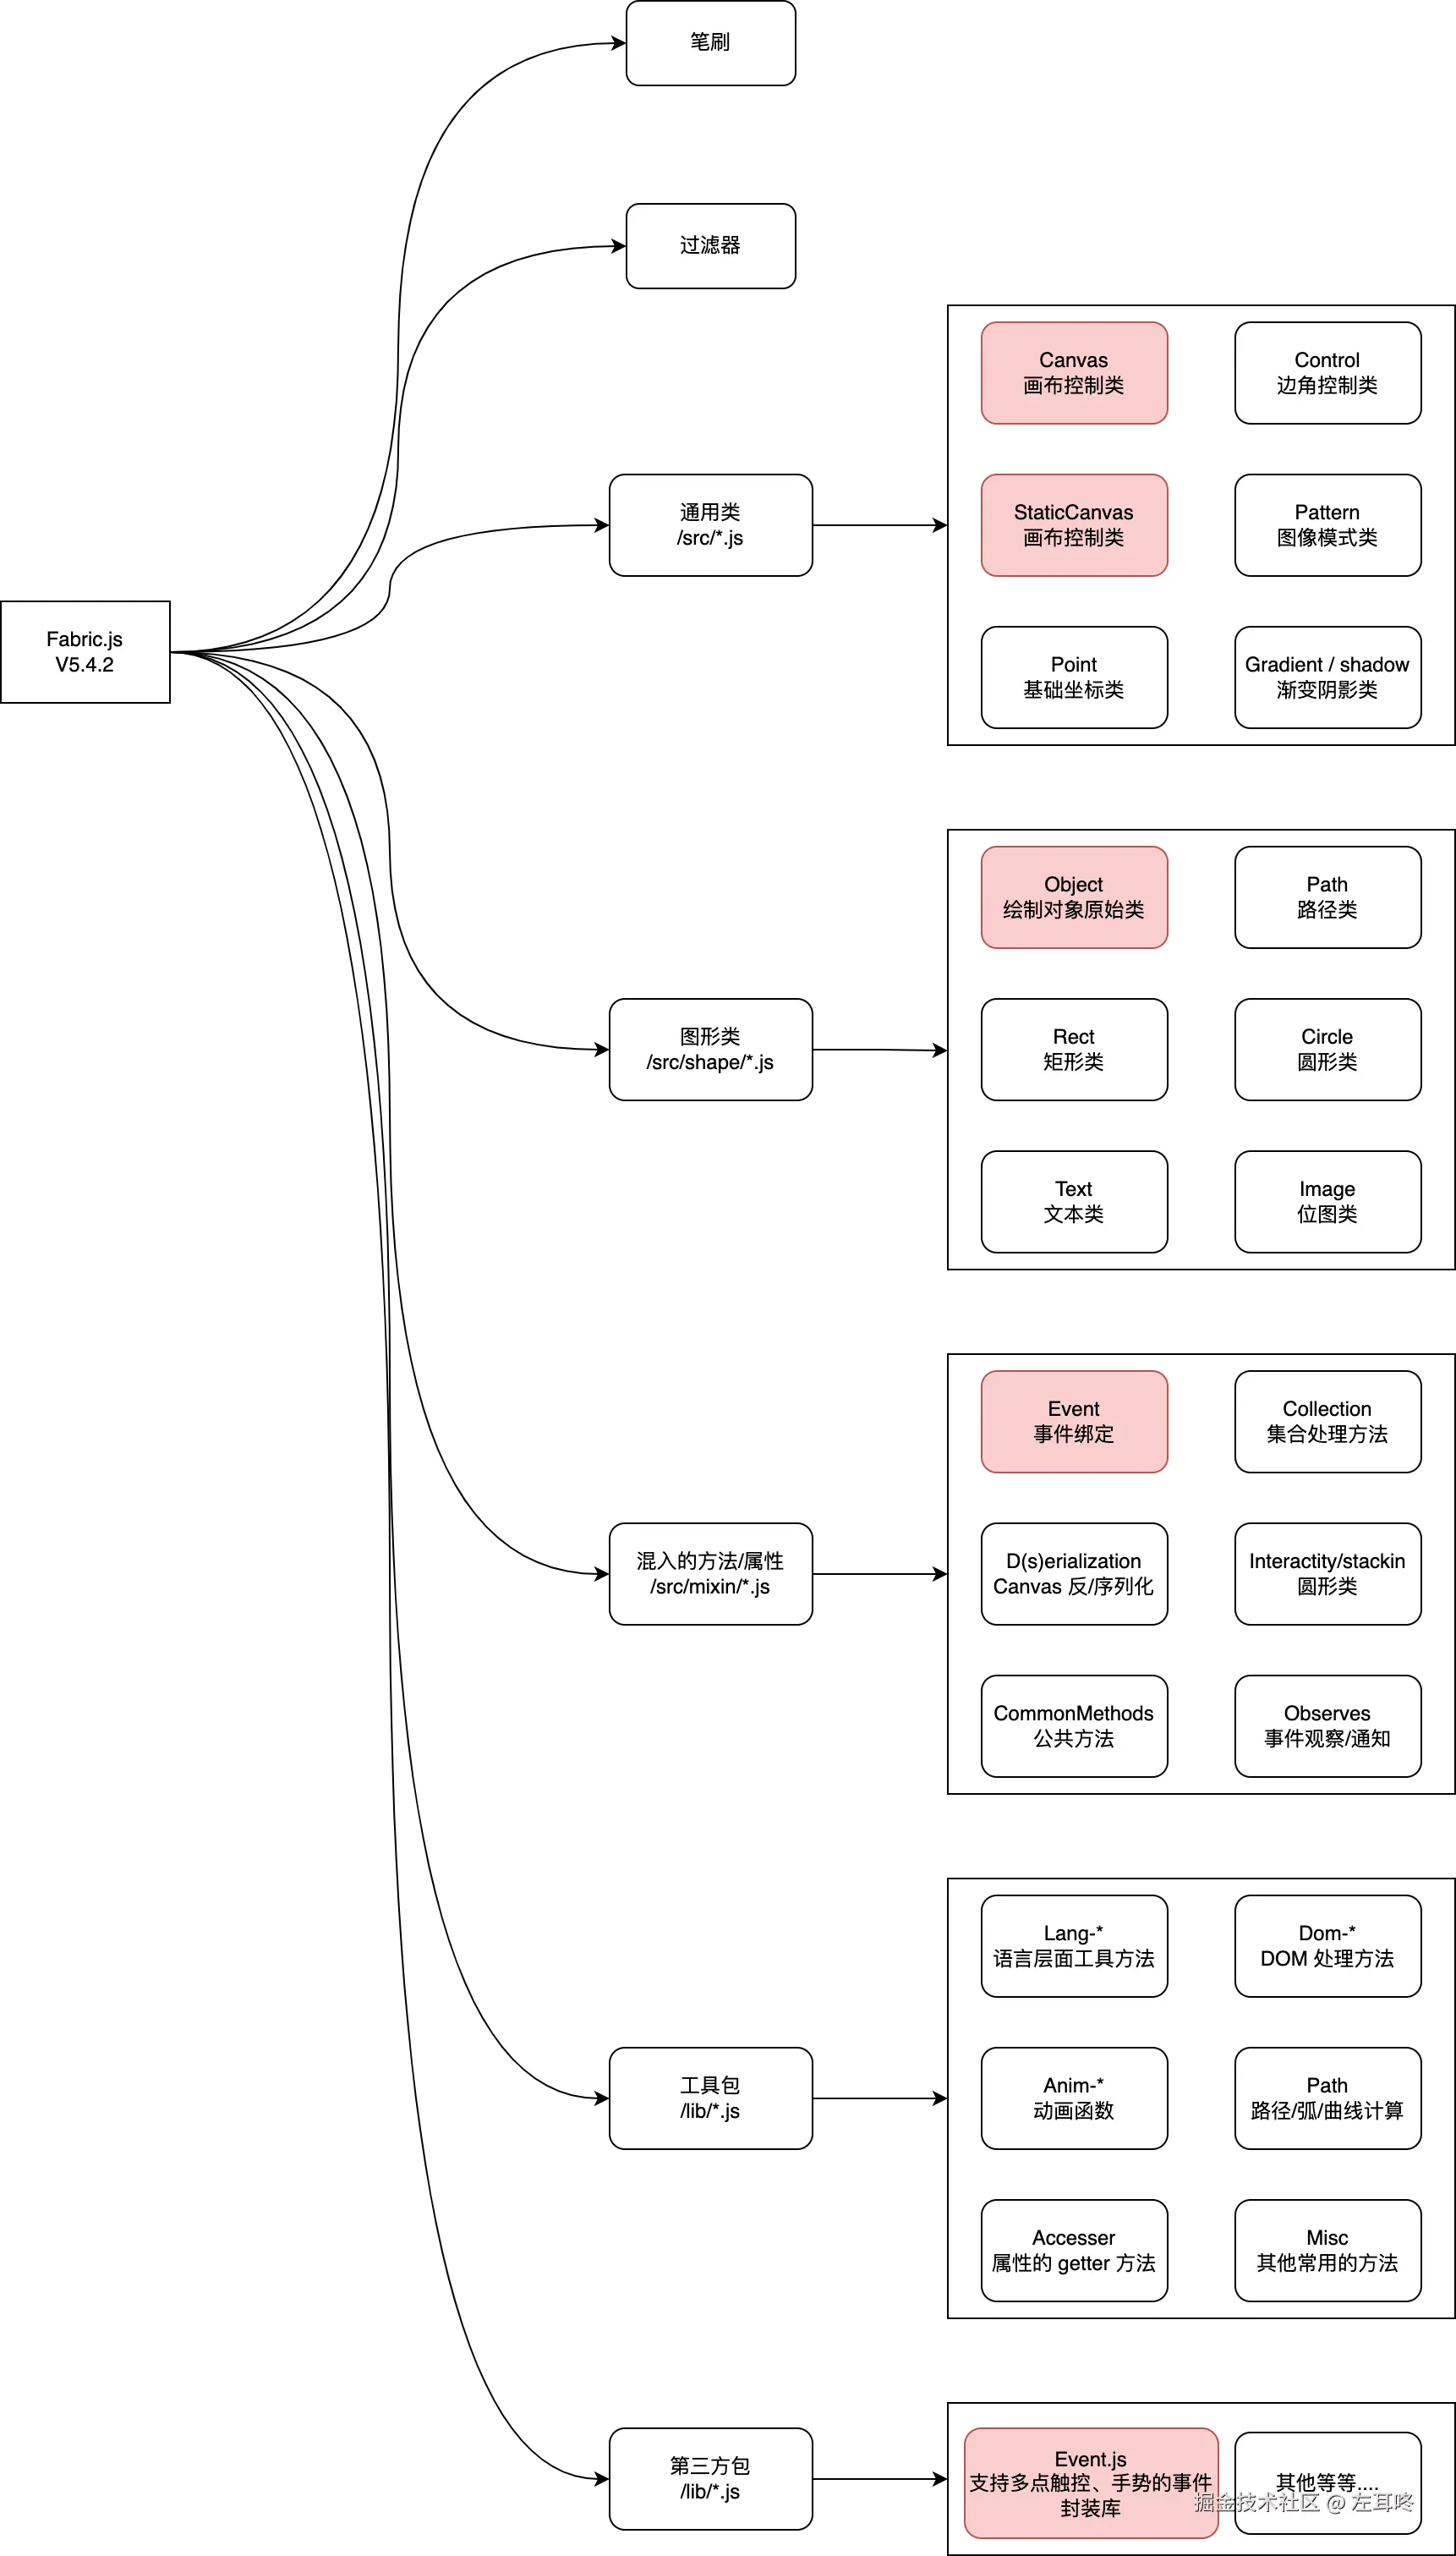 笔刷
过滤器
Fabric.js
V5.4.2
通用类
/src/*.js
Canvas
画布控制类
Control
边角控制类
StaticCanvas
画布控制类
Pattern
图像模式类
Point
基础坐标类
Gradient / shadow
渐变阴影类
图形类
/src/shape/*.js
Object
绘制对象原始类
Path
路径类
Rect
矩形类
Circle
圆形类
Text
文本类
Image
位图类
混入的方法/属性
/src/mixin/*.js
Event
事件绑定
Collection
集合处理方法
D(s)erialization
Canvas 反/序列化
Interactity/stackin
圆形类
CommonMethods
公共方法
Observes
事件观察/通知
工具包
/lib/*.js
Lang-*
语言层面工具方法
Dom-*
DOM 处理方法
Anim-*
动画函数
Path
路径/弧/曲线计算
Accesser
属性的 getter 方法
Misc
其他常用的方法
第三方包
/lib/*.js
Event.js
支持多点触控、手势的事件
封装库
其他等等....
掘金技术社区 @ 左耳咚